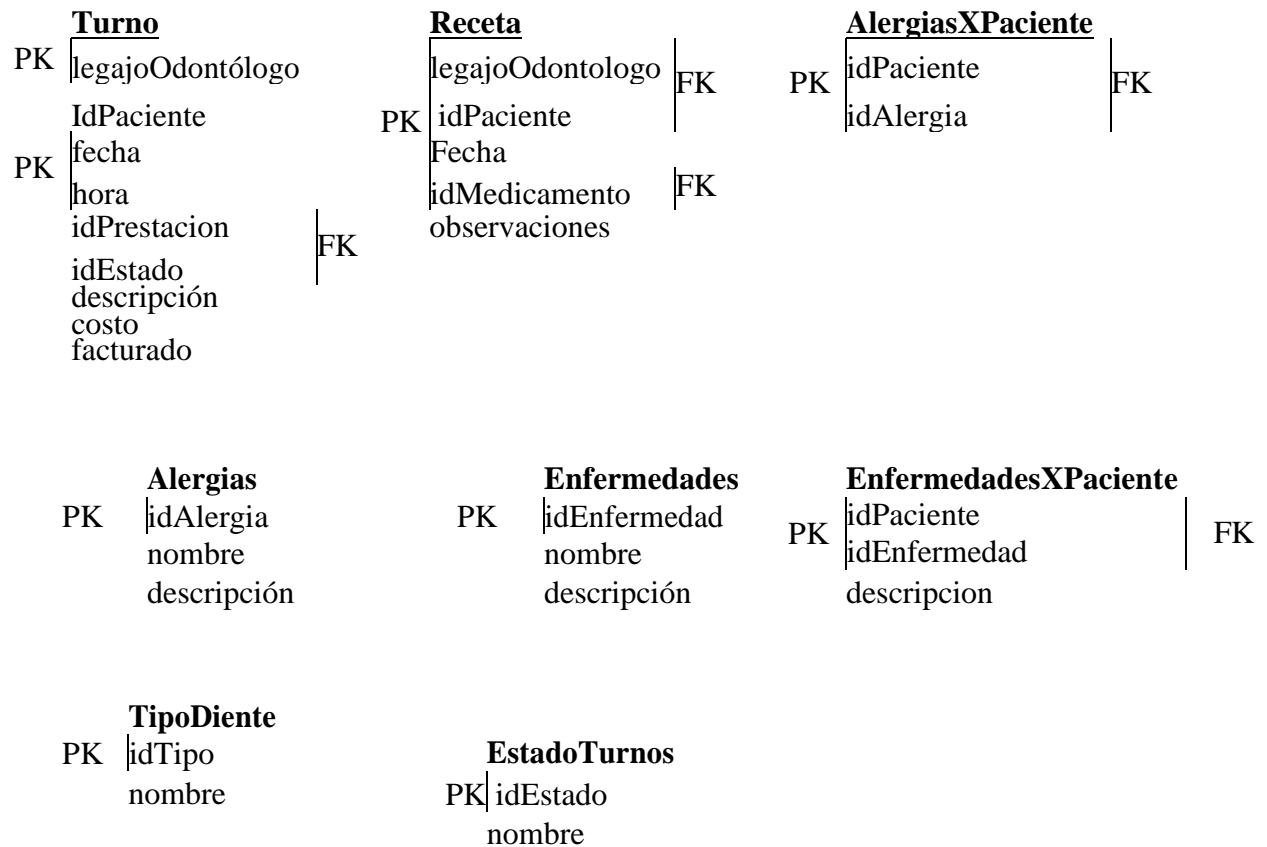 Turno
PK legajoOdontólogo
IdPaciente
PK fecha
hora
idPrestacion
FK
idEstado
descripción
costo
facturado
Receta
legajoOdontologo FK
PK idPaciente
Fecha
idMedicamento FK
observaciones
AlergiasXPaciente
PK idPaciente FK
idAlergia
Alergias
PK idAlergia
nombre
descripción
Enfermedades
PK idEnfermedad
nombre
descripción
EnfermedadesXPaciente
PK idPaciente FK
idEnfermedad
descripcion
TipoDiente
PK idTipo
nombre
EstadoTurnos
PK idEstado
nombre